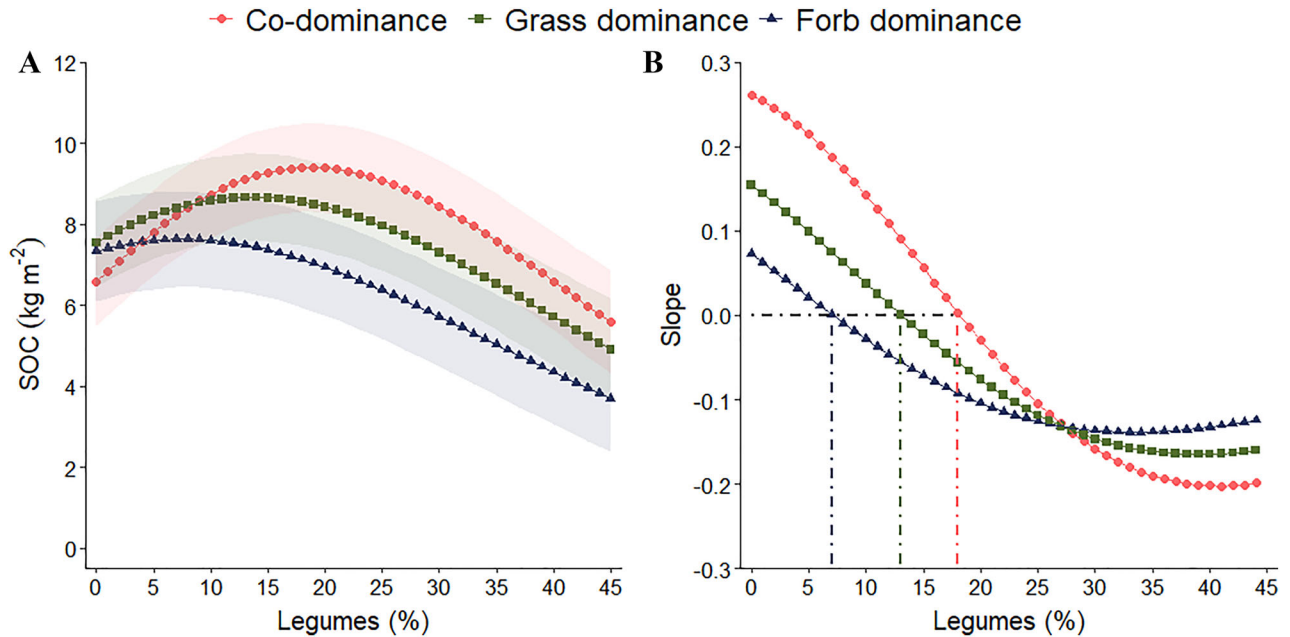 Co-dominance Grass dominance Forb dominance
A
12
10
8
6
4
2
0
SOC (kg m⁻²)
0 5 10 15 20 25 30 35 40 45
Legumes (%)
B
0.3
0.2
0.1
0.0
-0.1
-0.2
-0.3
Slope
0 5 10 15 20 25 30 35 40 45
Legumes (%)